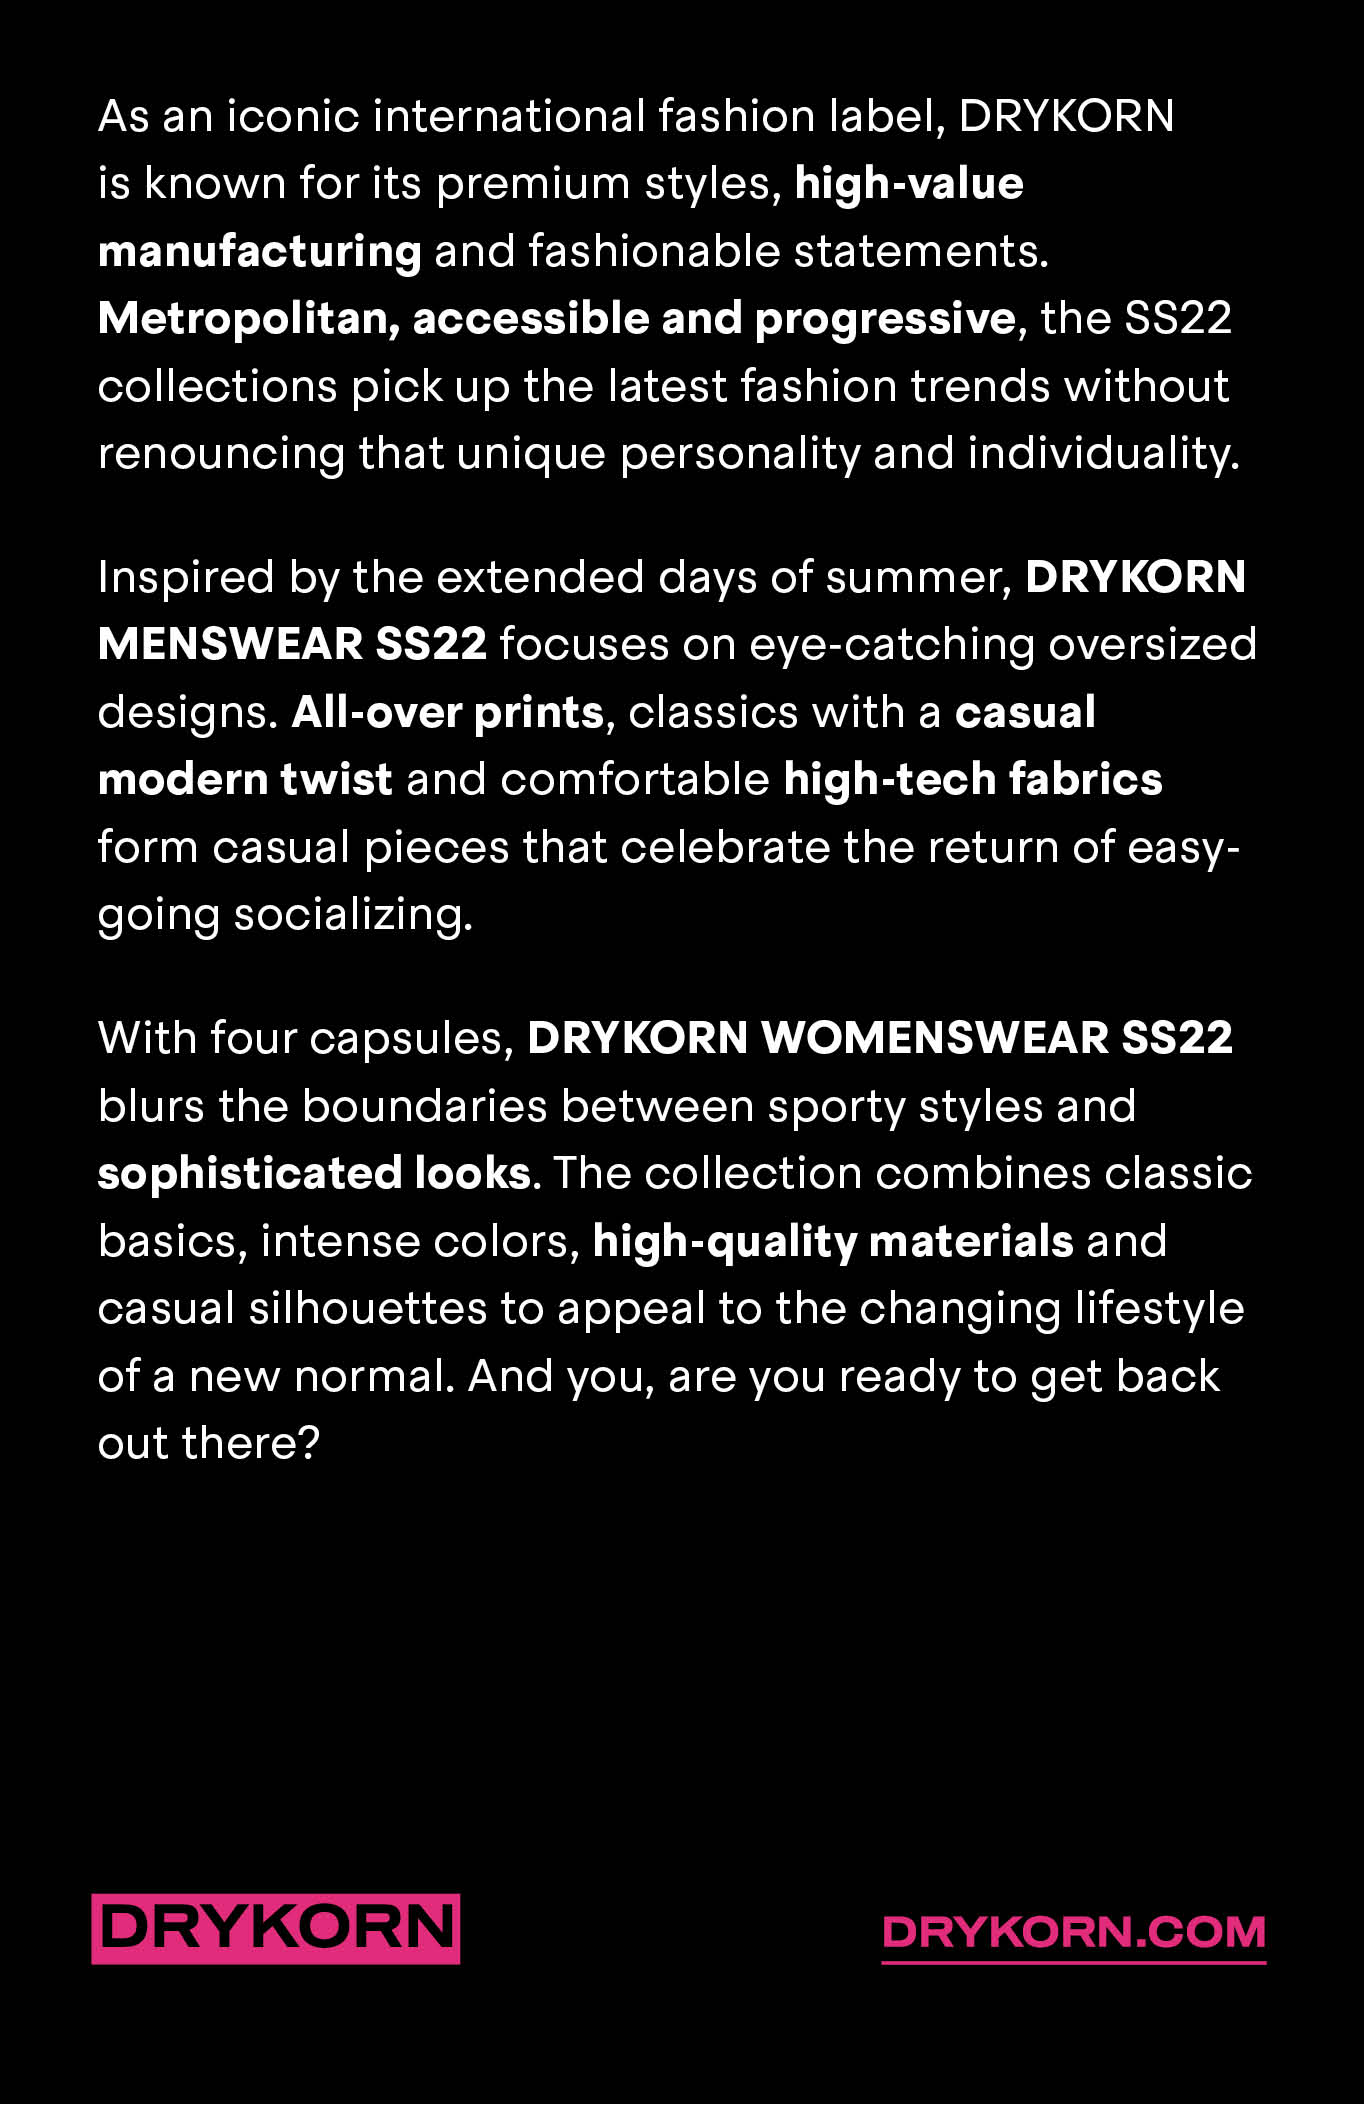 As an iconic international fashion label, DRYKORN
is known for its premium styles, high-value
manufacturing and fashionable statements.
Metropolitan, accessible and progressive, the SS22
collections pick up the latest fashion trends without
renouncing that unique personality and individuality.
Inspired by the extended days of summer, DRYKORN
MENSWEAR SS22 focuses on eye-catching oversized
designs. All-over prints, classics with a casual
modern twist and comfortable high-tech fabrics
form casual pieces that celebrate the return of easy-
going socializing.
With four capsules, DRYKORN WOMENSWEAR SS22
blurs the boundaries between sporty styles and
sophisticated looks. The collection combines classic
basics, intense colors, high-quality materials and
casual silhouettes to appeal to the changing lifestyle
of a new normal. And you, are you ready to get back
out there?
DRYKORN
DRYKORN.COM